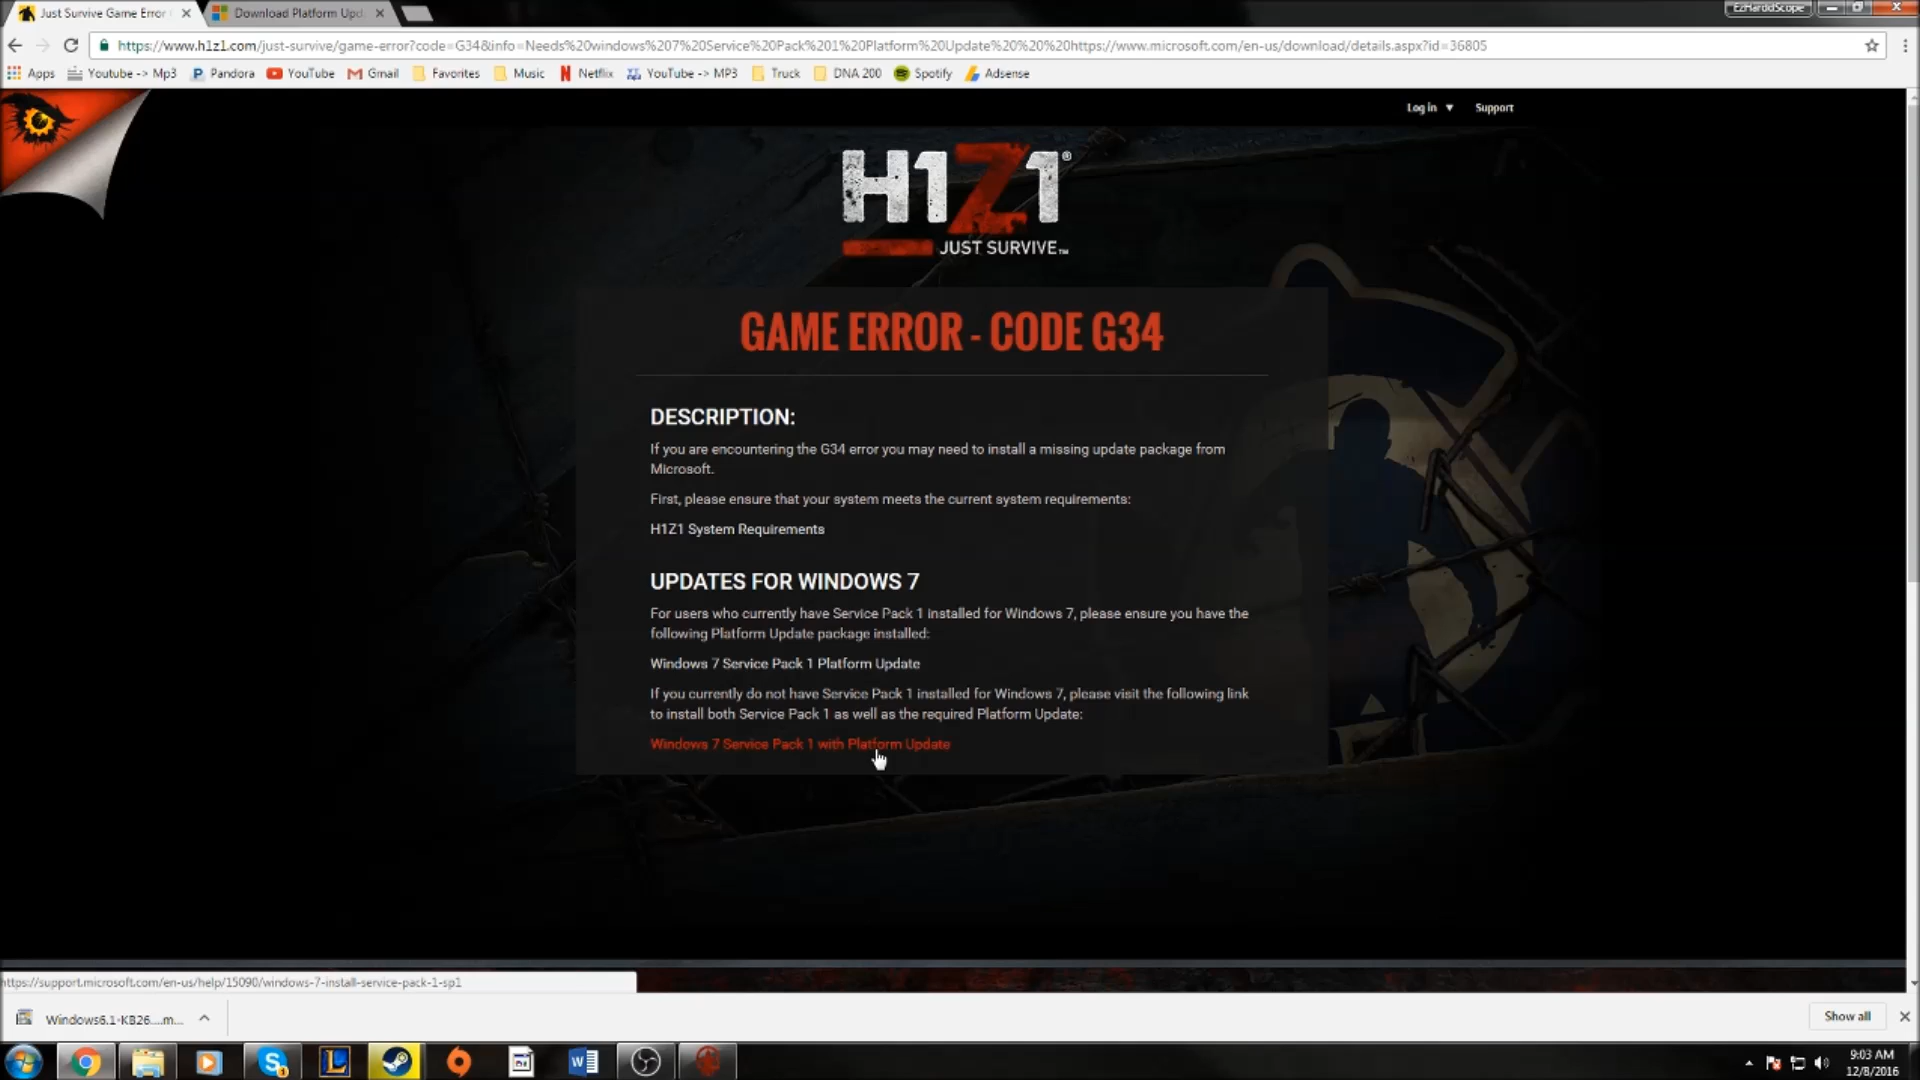 Just Survive Game Error
Download Platform Upd
EzHarddScope
https://www.h1z1.com/just-survive/game-error?code=G34&info=Needs%20windows%207%20Service%20Pack%201%20Platform%20Update%20%20%20https://www.microsoft.com/en-us/download/details.aspx?id=36805
Apps Youtube -> Mp3 Pandora YouTube Gmail Favorites Music Netflix YouTube -> MP3 Truck DNA 200 Spotify Adsense
Log in Support
H1Z1®
JUST SURVIVE™
GAME ERROR - CODE G34
DESCRIPTION:
If you are encountering the G34 error you may need to install a missing update package from
Microsoft.
First, please ensure that your system meets the current system requirements:
H1Z1 System Requirements
UPDATES FOR WINDOWS 7
For users who currently have Service Pack 1 installed for Windows 7, please ensure you have the
following Platform Update package installed:
Windows 7 Service Pack 1 Platform Update
If you currently do not have Service Pack 1 installed for Windows 7, please visit the following link
to install both Service Pack 1 as well as the required Platform Update:
Windows 7 Service Pack 1 with Platform Update
https://support.microsoft.com/en-us/help/15090/windows-7-install-service-pack-1-sp1
Windows6.1-KB26....m...
Show all
9:03 AM
12/8/2016